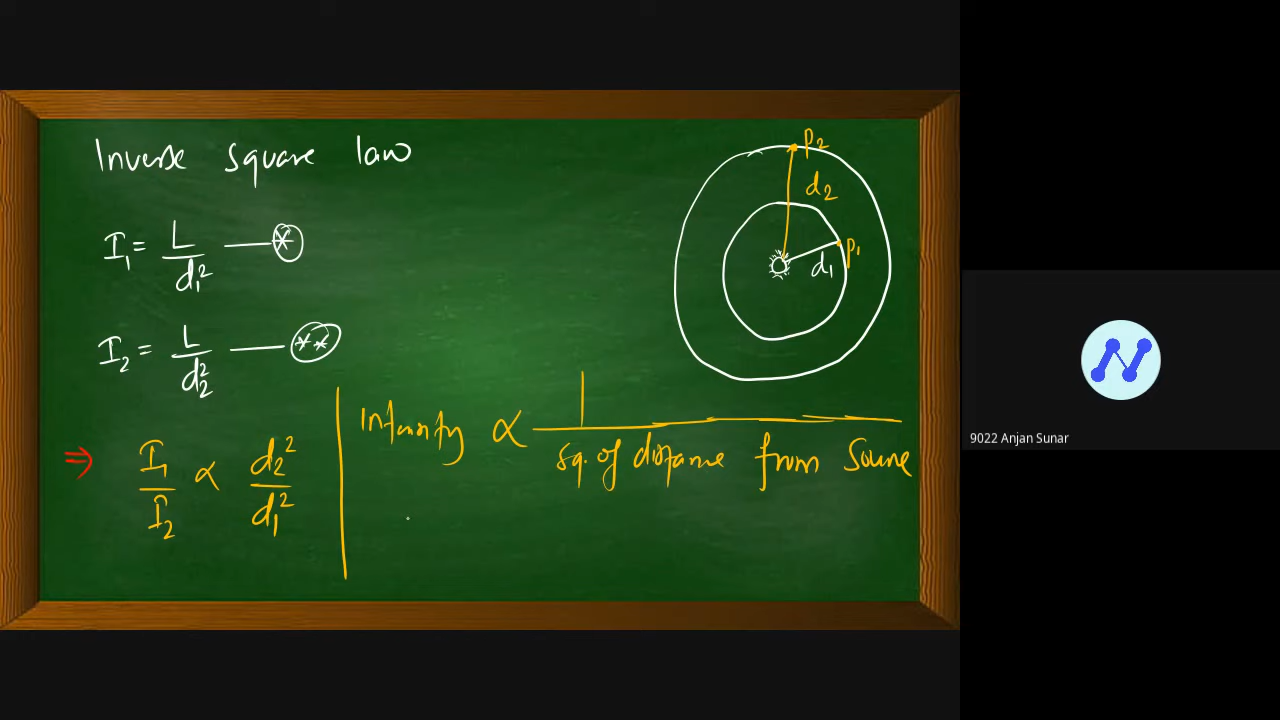 Inverse square law
P₂
d₂
P₁
d₁
I₁ = L/d₁² —— *
I₂ = L/d₂² —— **
⇒ I₁/I₂ ∝ d₂²/d₁²
Intensity ∝ 1/sq. of distance from Source
9022 Anjan Sunar